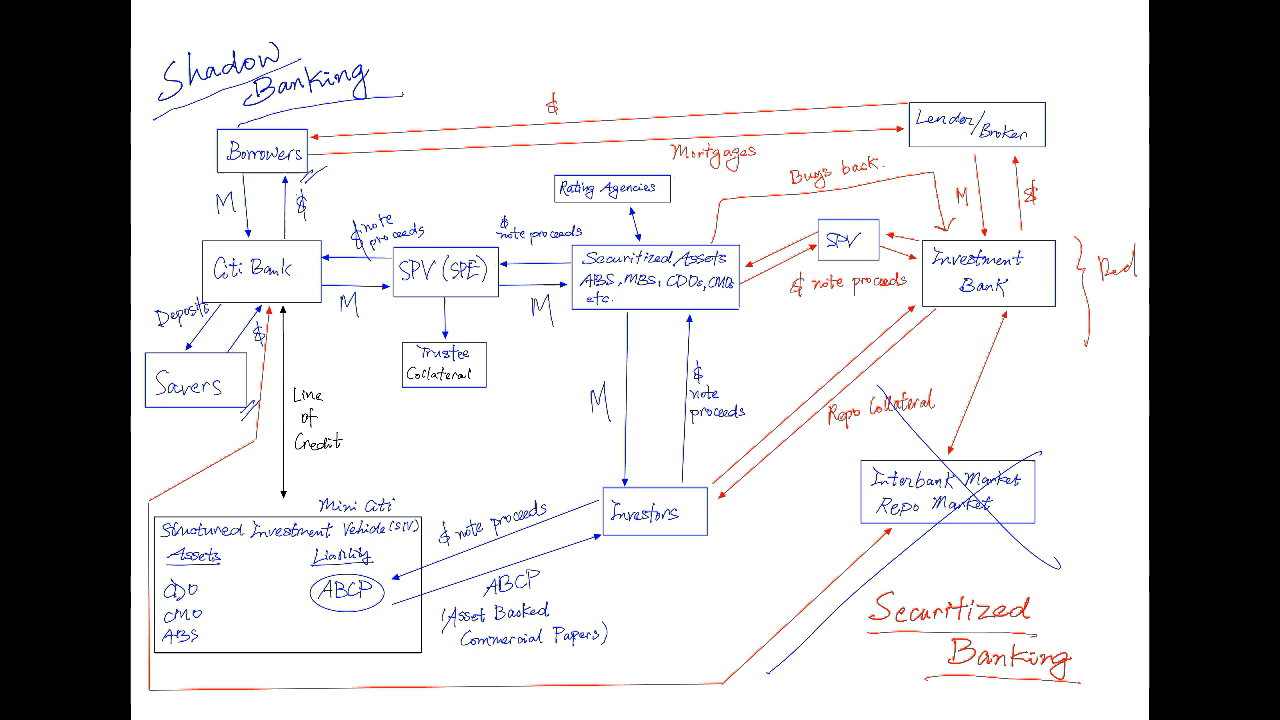 Shadow
Banking
$
Lender/Broker
Borrowers
Mortgages
Buys back.
Rating Agencies
M
$
M
$
$ note
proceeds
$
note proceeds
SPV
Citi Bank
SPV (SPE)
Securitized Assets
ABS, MBS, CDOs, CMOs
etc.
Investment
Bank
$ note proceeds
Deposits
$
M
M
Trustee
Collateral
Savers
Line
of
Credit
M
$
note
proceeds
Repo Collateral
Interbank Market
Repo Market
Mini Citi
Structured Investment Vehicle (SIV)
Assets
Liability
CDO
CMO
ABS
ABCP
$ note proceeds
Investors
ABCP
(Asset Backed
Commercial Papers)
Securitized
Banking